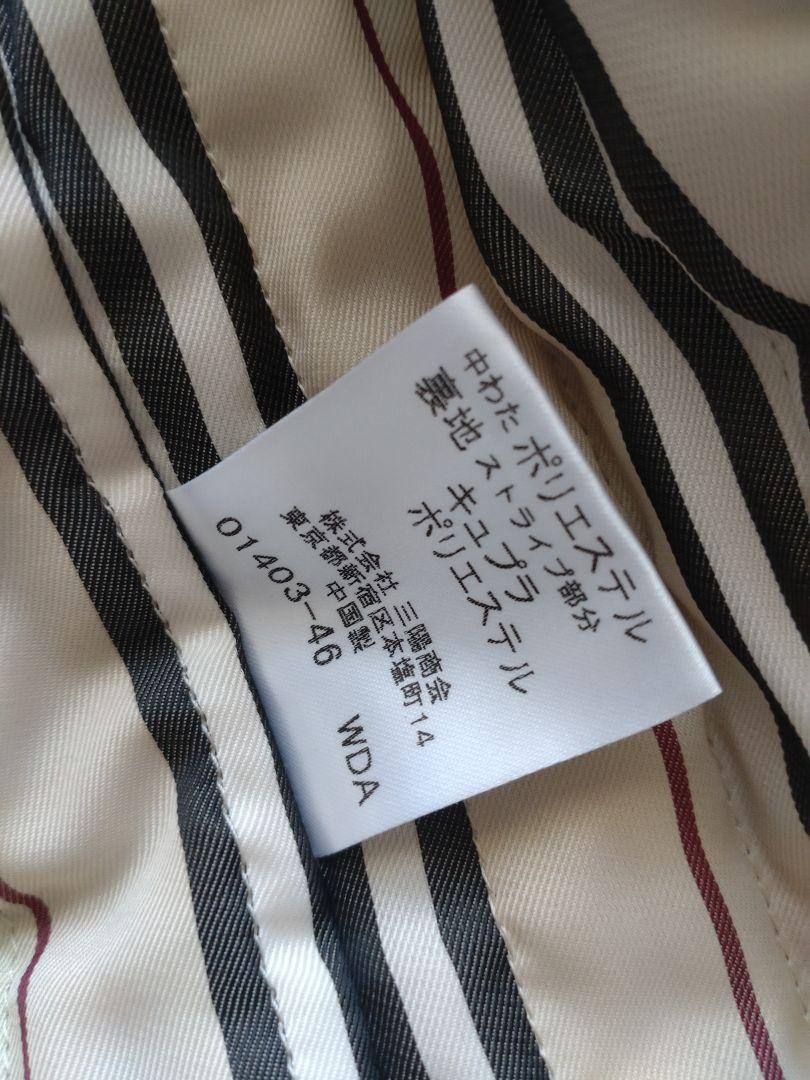 中わた ポリエステル
裏地 ストライプ部分
キュプラ
ポリエステル
株式会社 三陽商会
東京都新宿区本塩町14
中国製
01403-46 WDA